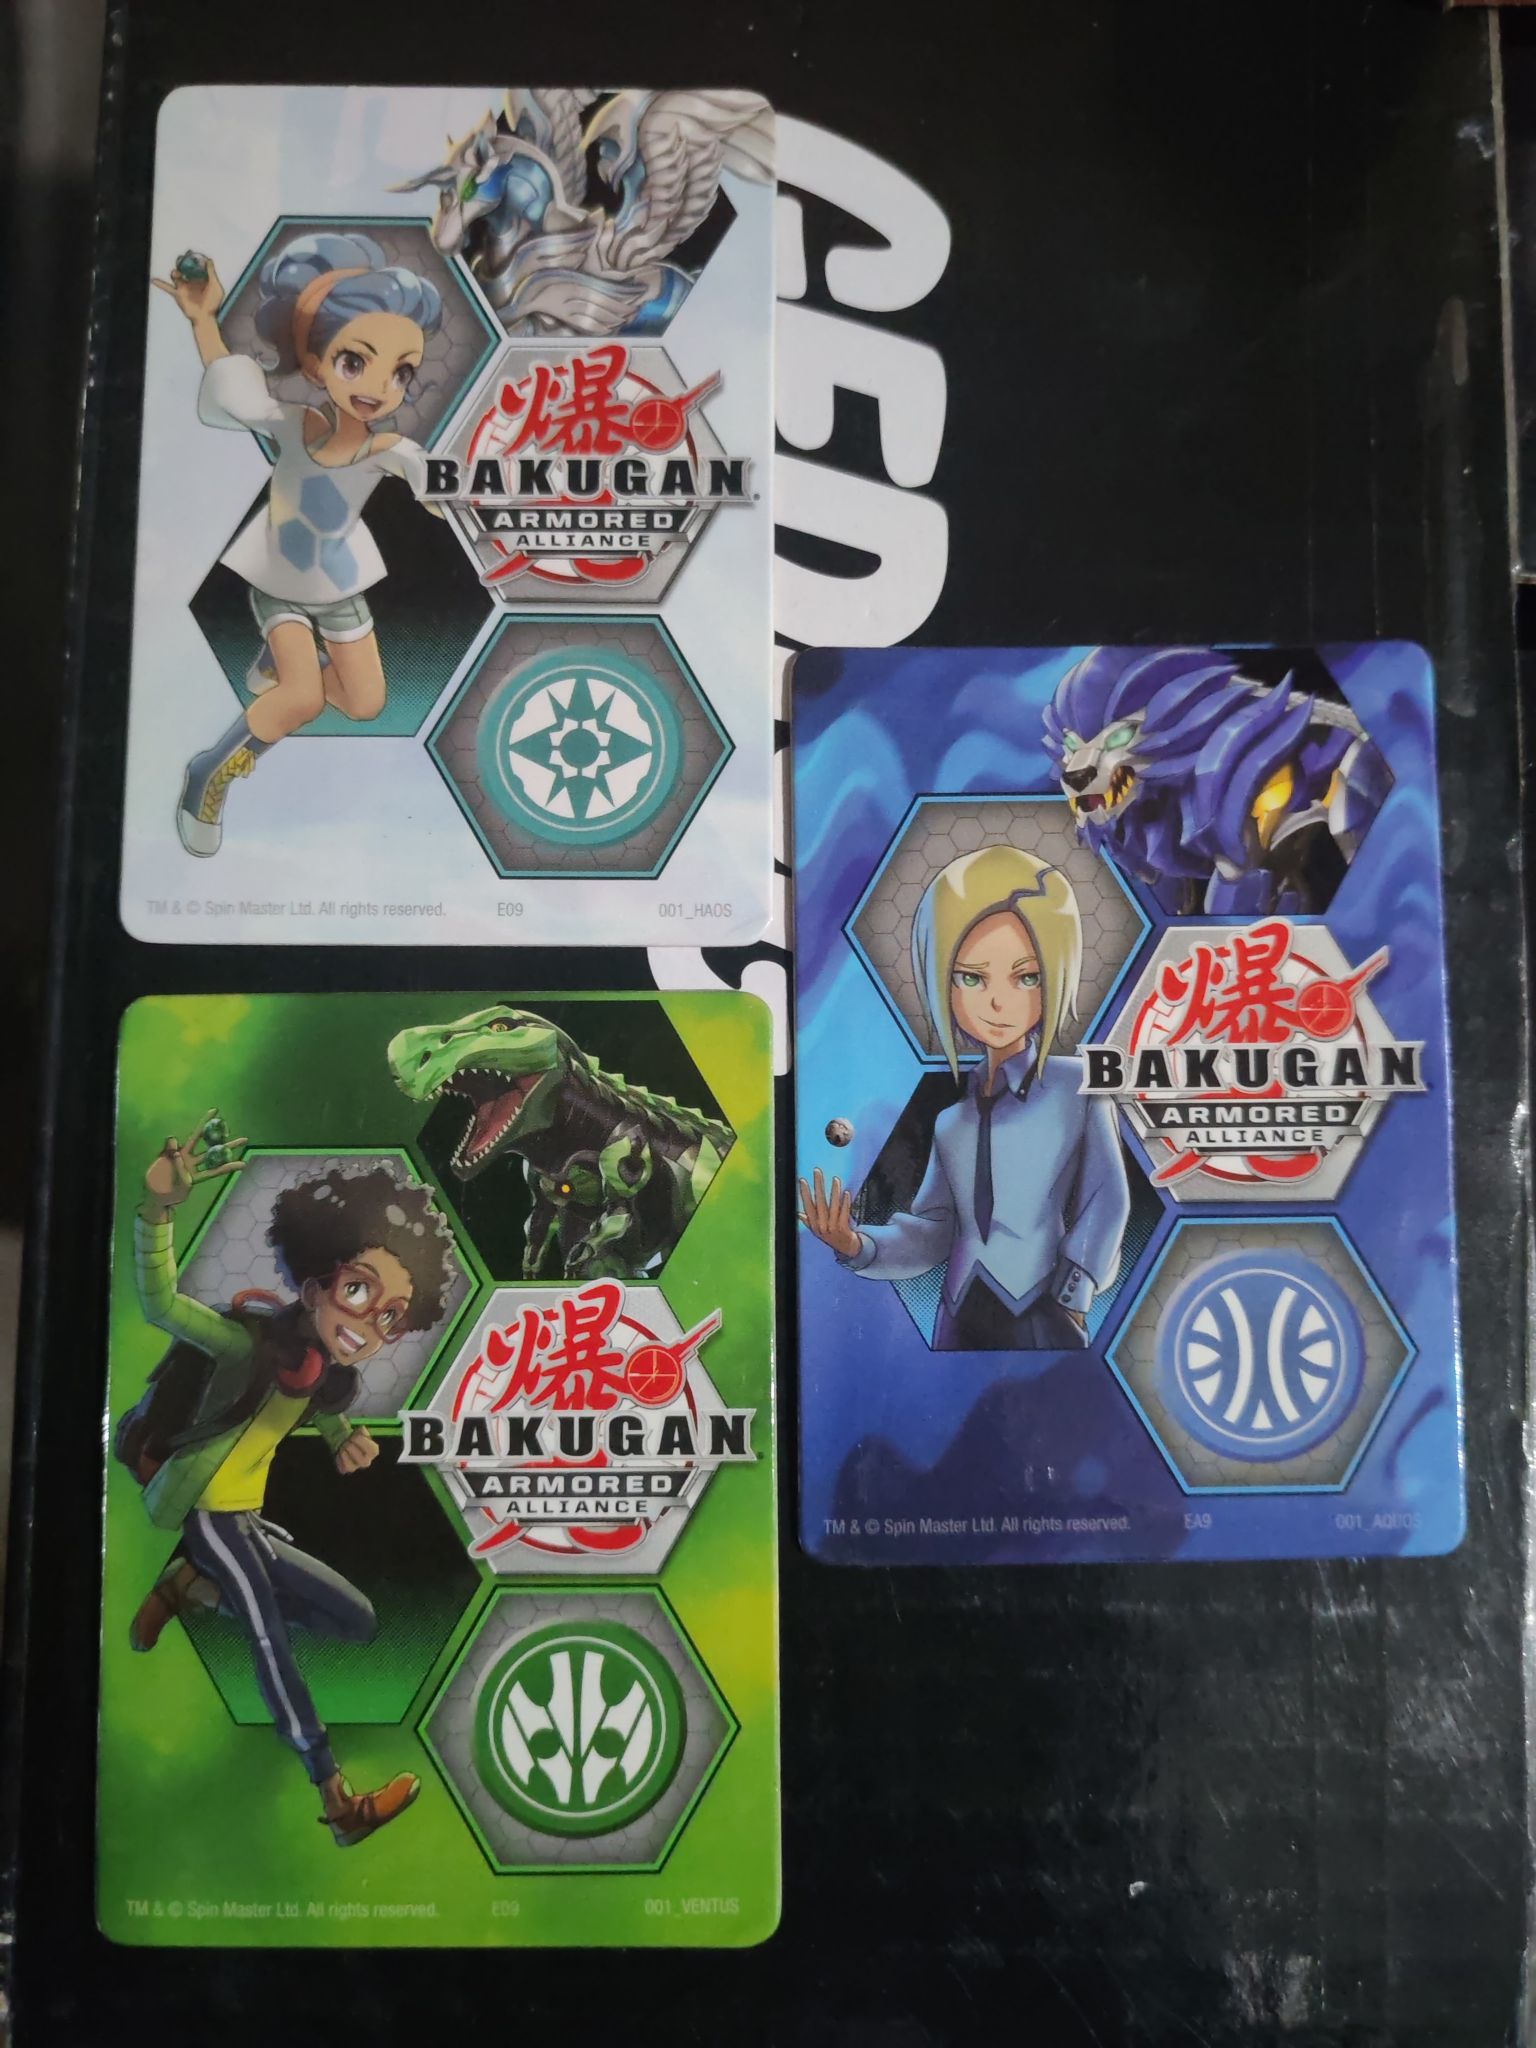 爆
BAKUGAN
ARMORED
ALLIANCE
TM & © Spin Master Ltd. All rights reserved. E09 001_HAOS
爆
BAKUGAN
ARMORED
ALLIANCE
TM & © Spin Master Ltd. All rights reserved. EA9 001_AQUOS
爆
BAKUGAN
ARMORED
ALLIANCE
TM & © Spin Master Ltd. All rights reserved. E09 001_VENTUS